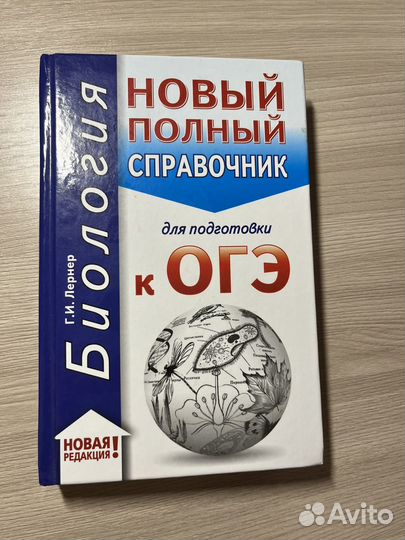 НОВЫЙ
ПОЛНЫЙ
СПРАВОЧНИК
для подготовки
к ОГЭ
Биология
Г.И. Лернер
НОВАЯ
РЕДАКЦИЯ!
Avito